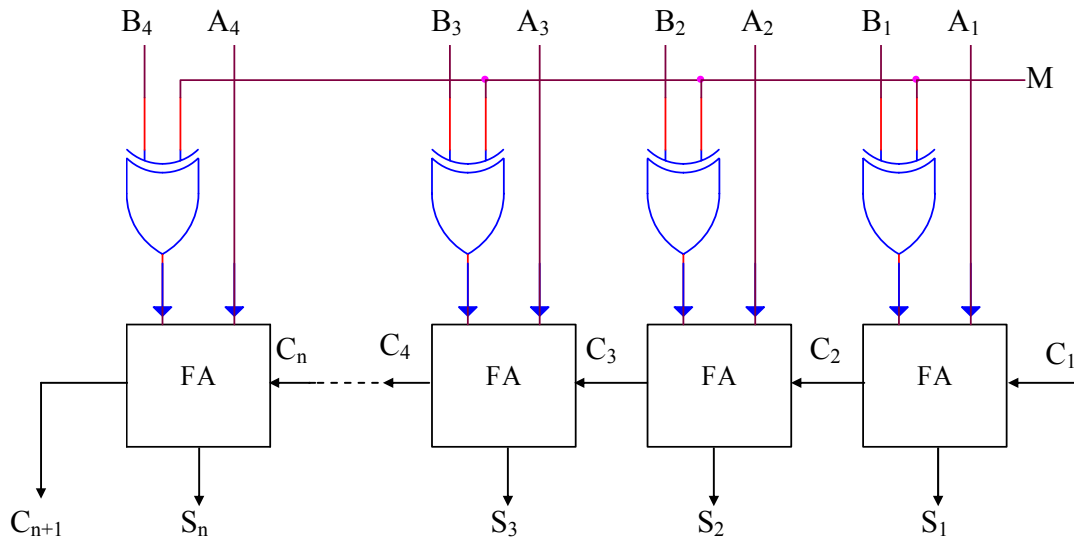 B₄ A₄ B₃ A₃ B₂ A₂ B₁ A₁
M
Cₙ C₄ C₃ C₂ C₁
FA FA FA FA
Cₙ₊₁ Sₙ S₃ S₂ S₁